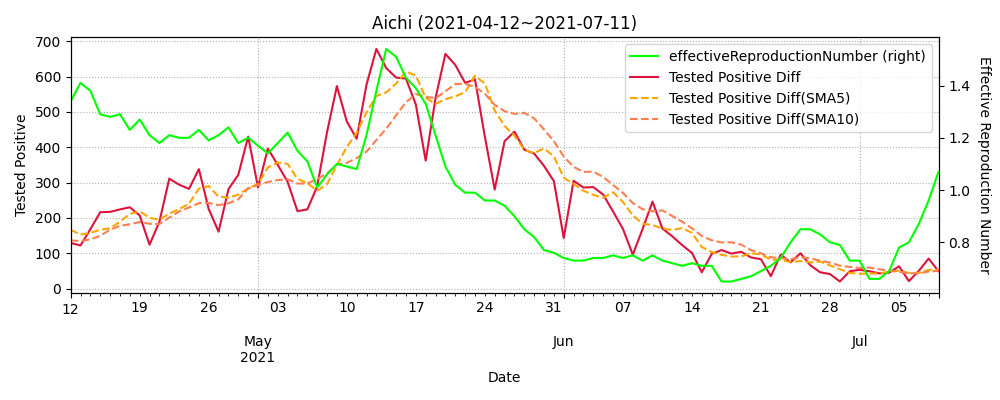 Aichi (2021-04-12~2021-07-11)
effectiveReproductionNumber (right)
Tested Positive Diff
Tested Positive Diff(SMA5)
Tested Positive Diff(SMA10)
Tested Positive
700
600
500
400
300
200
100
0
Effective Reproduction Number
1.4
1.2
1.0
0.8
12 19 26 03 10 17 24 31 07 14 21 28 05
May Jun Jul
2021
Date